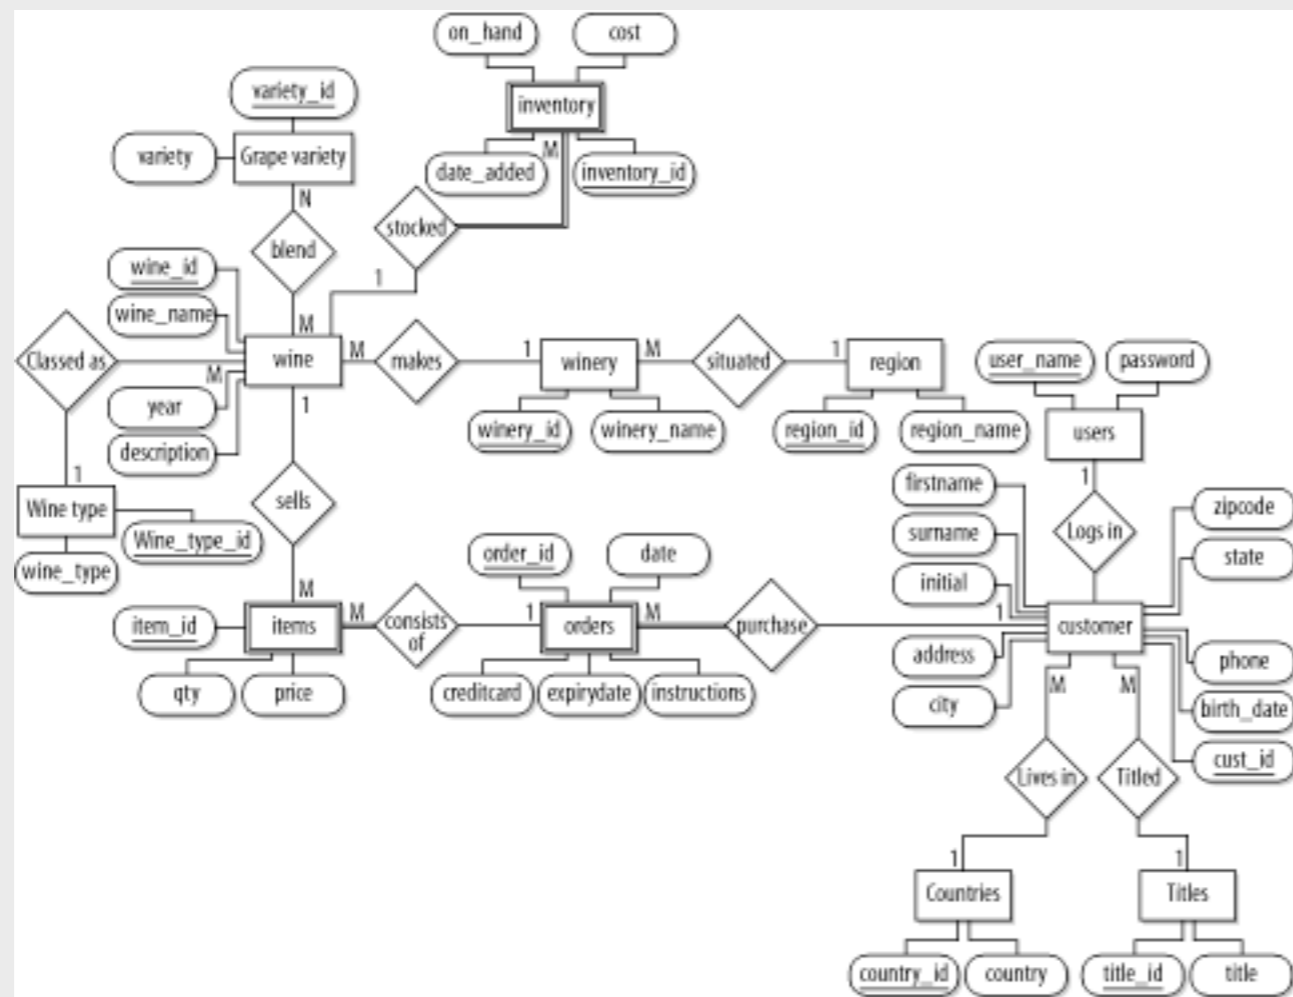 on_hand
cost
variety_id
inventory
variety
Grape variety
M
date_added
inventory_id
N
stocked
blend
wine_id
1
wine_name
M
Classed as
wine
M
makes
1
winery
M
situated
1
region
user_name
password
M
year
1
winery_id
winery_name
region_id
region_name
users
description
1
1
firstname
Wine type
sells
zipcode
surname
Logs in
Wine_type_id
order_id
date
state
wine_type
initial
M
item_id
items
M
consists of
1
orders
M
purchase
1
customer
address
phone
qty
price
creditcard
expirydate
instructions
M
M
city
birth_date
cust_id
Lives in
Titled
1
1
Countries
Titles
country_id
country
title_id
title